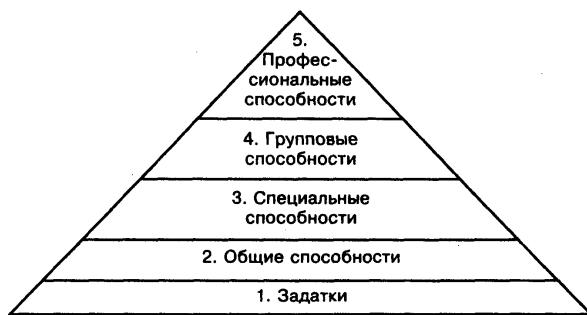 5.
Профес-
сиональные
способности
4. Групповые
способности
3. Специальные
способности
2. Общие способности
1. Задатки